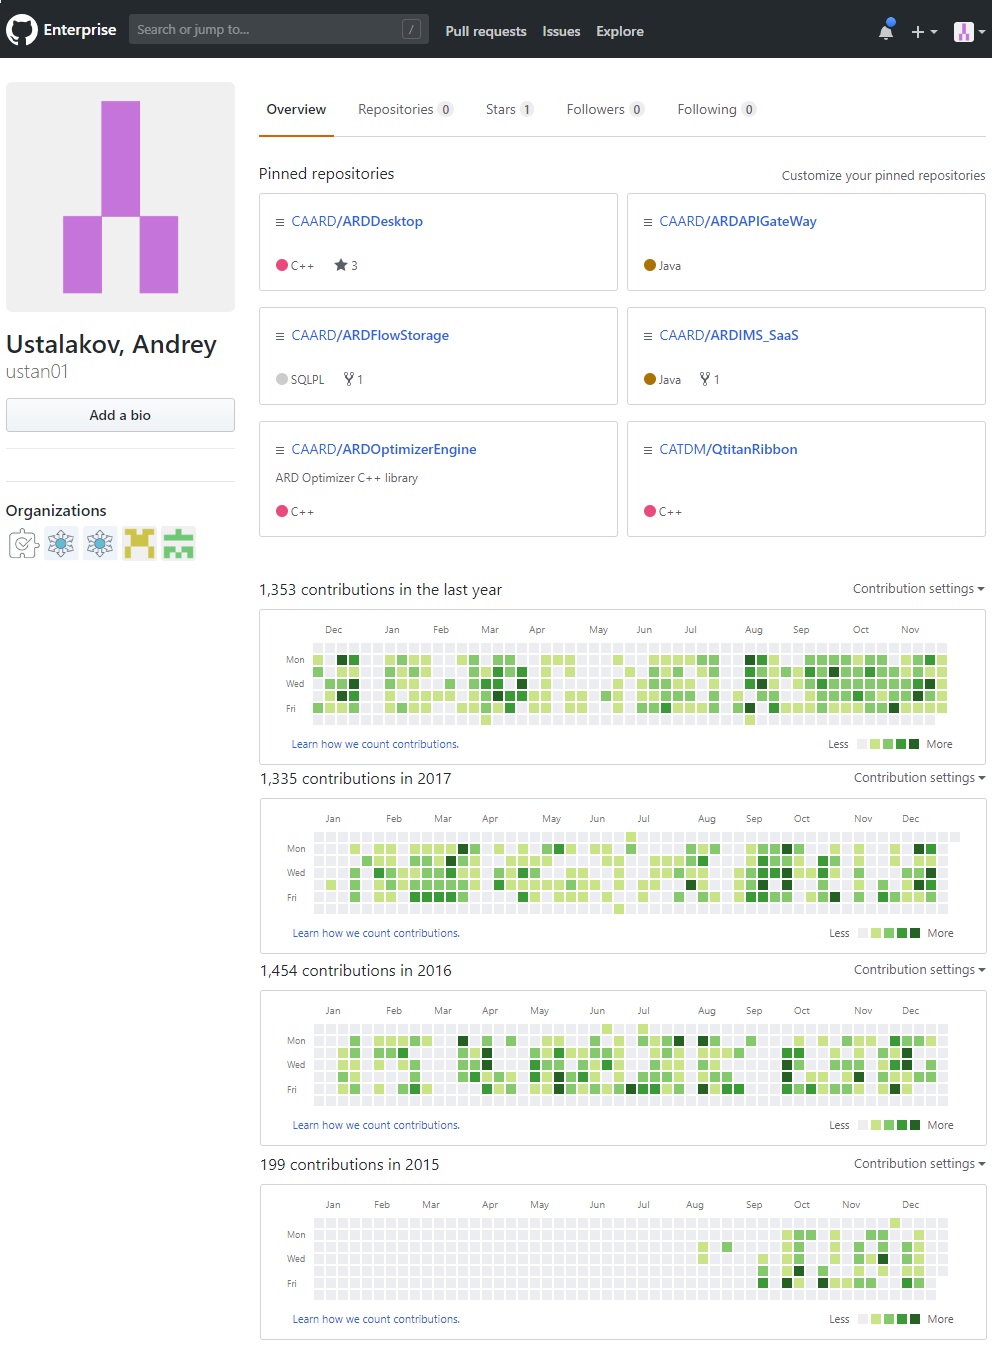 Enterprise Search or jump to... / Pull requests Issues Explore
Overview Repositories 0 Stars 1 Followers 0 Following 0
Ustalakov, Andrey
ustan01
Add a bio
Organizations
Pinned repositories Customize your pinned repositories
CAARD/ARDDesktop
C++ 3
CAARD/ARDAPIGateWay
Java
CAARD/ARDFlowStorage
SQLPL 1
CAARD/ARDIMS_SaaS
Java 1
CAARD/ARDOptimizerEngine
ARD Optimizer C++ library
C++
CATDM/QtitanRibbon
C++
1,353 contributions in the last year Contribution settings
Dec Jan Feb Mar Apr May Jun Jul Aug Sep Oct Nov
Mon
Wed
Fri
Learn how we count contributions. Less More
1,335 contributions in 2017 Contribution settings
Jan Feb Mar Apr May Jun Jul Aug Sep Oct Nov Dec
Mon
Wed
Fri
Learn how we count contributions. Less More
1,454 contributions in 2016 Contribution settings
Jan Feb Mar Apr May Jun Jul Aug Sep Oct Nov Dec
Mon
Wed
Fri
Learn how we count contributions. Less More
199 contributions in 2015 Contribution settings
Jan Feb Mar Apr May Jun Jul Aug Sep Oct Nov Dec
Mon
Wed
Fri
Learn how we count contributions. Less More